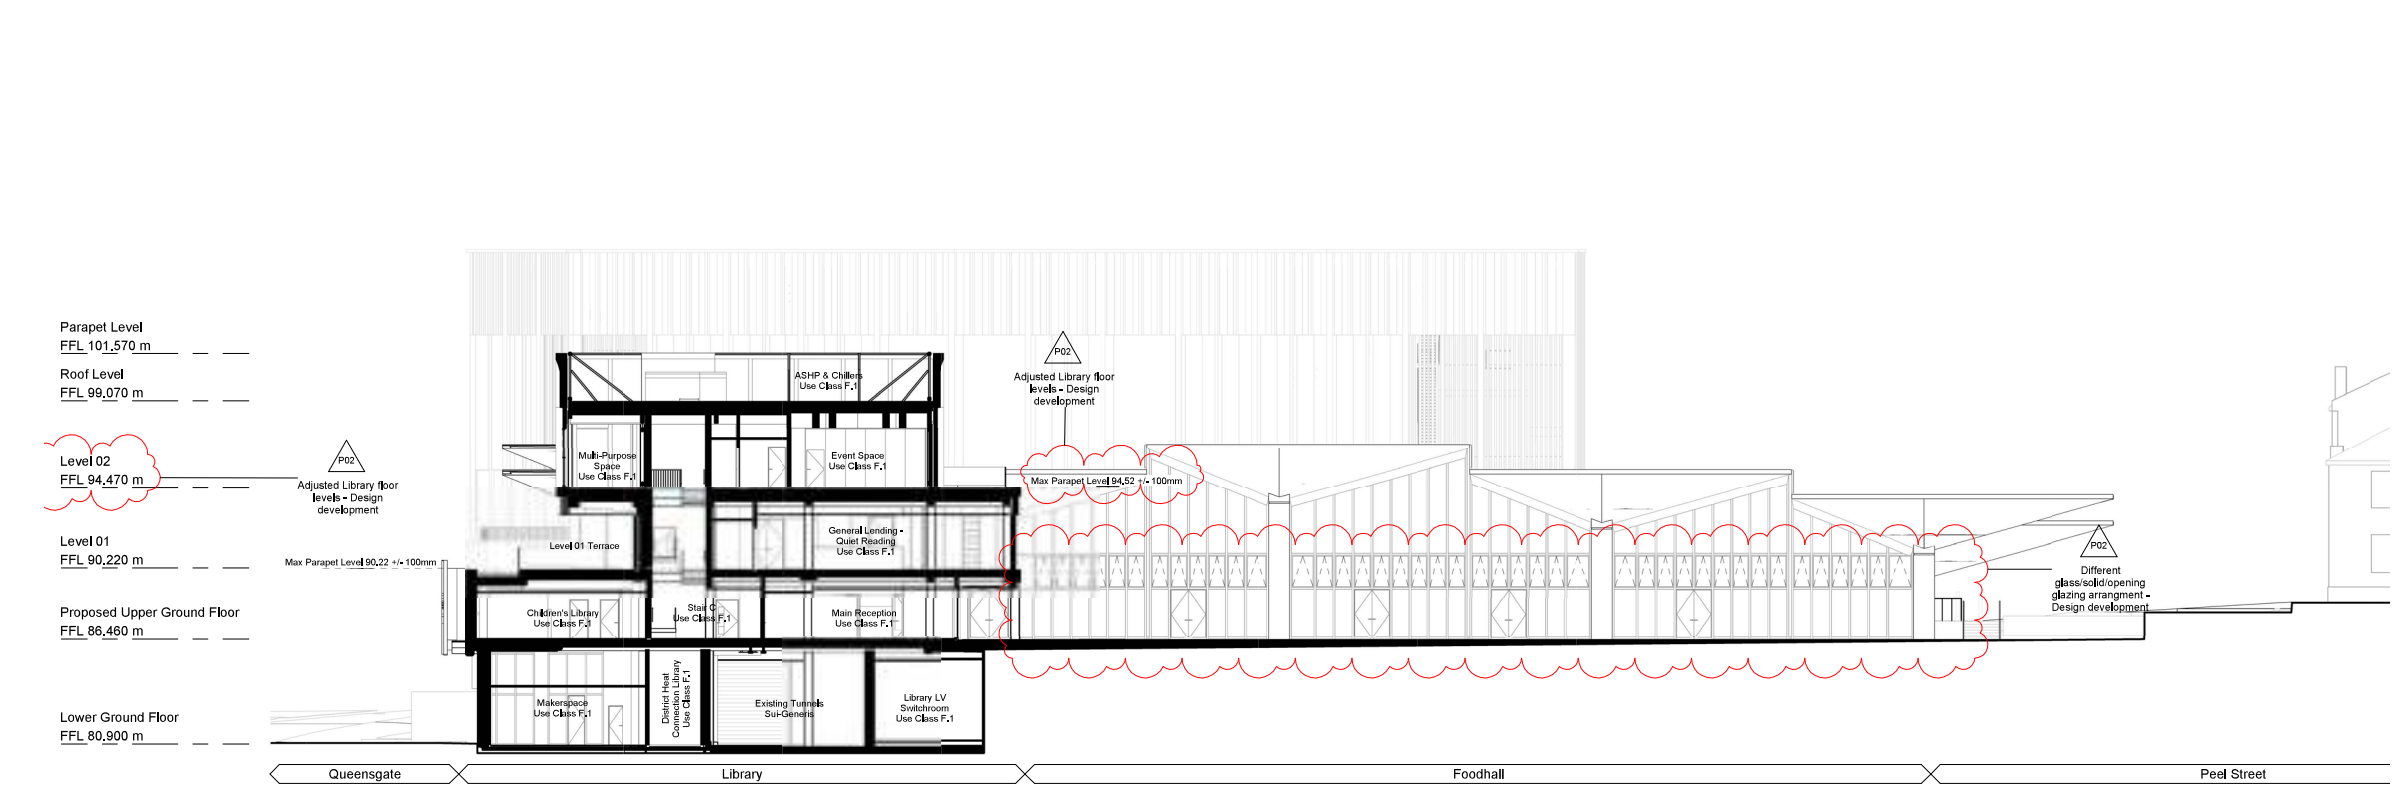 Parapet Level
FFL 101.570 m
Roof Level
FFL 99.070 m
Level 02
FFL 94.470 m
Level 01
FFL 90.220 m
Proposed Upper Ground Floor
FFL 86.460 m
Lower Ground Floor
FFL 80.900 m
P02
Adjusted Library floor
levels - Design
development
Max Parapet Level 90.22 +/- 100mm
ASHP & Chillers
Use Class F.1
Multi-Purpose
Space
Use Class F.1
Event Space
Use Class F.1
Level 01 Terrace
General Lending -
Quiet Reading
Use Class F.1
Children's Library
Use Class F.1
Stair C
Use Class F.1
Main Reception
Use Class F.1
Makerspace
Use Class F.1
District Heat
Connection Library
Use Class F.1
Existing Tunnels
Sui-Generis
Library LV
Switchroom
Use Class F.1
P02
Adjusted Library floor
levels - Design
development
Max Parapet Level 94.52 +/- 100mm
P02
Different
glass/solid/opening
glazing arrangment -
Design development
Queensgate
Library
Foodhall
Peel Street